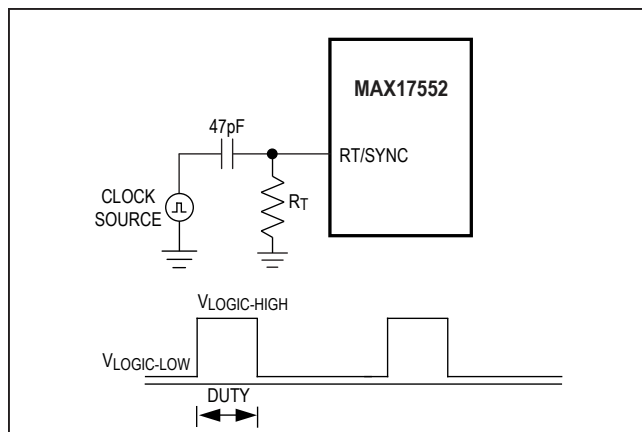 MAX17552
47pF
RT/SYNC
RT
CLOCK
SOURCE
VLOGIC-HIGH
VLOGIC-LOW
DUTY